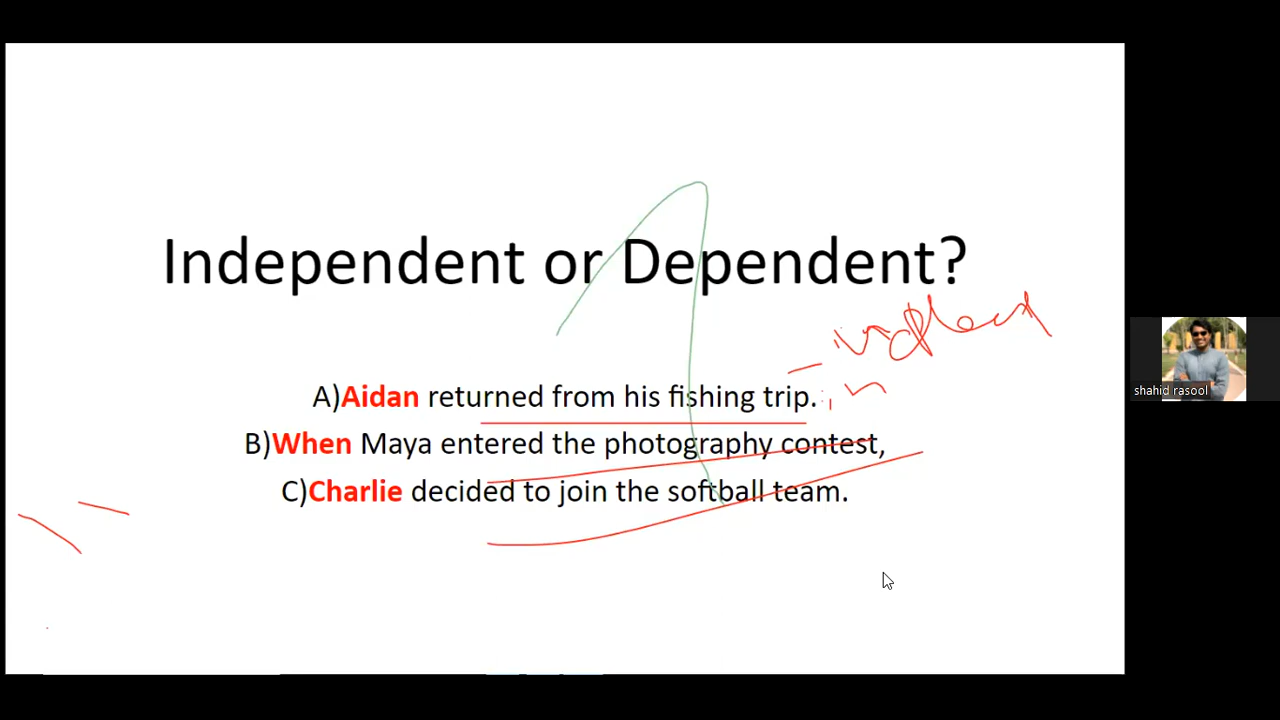 Independent or Dependent?
A)Aidan returned from his fishing trip.
B)When Maya entered the photography contest,
C)Charlie decided to join the softball team.
shahid rasool